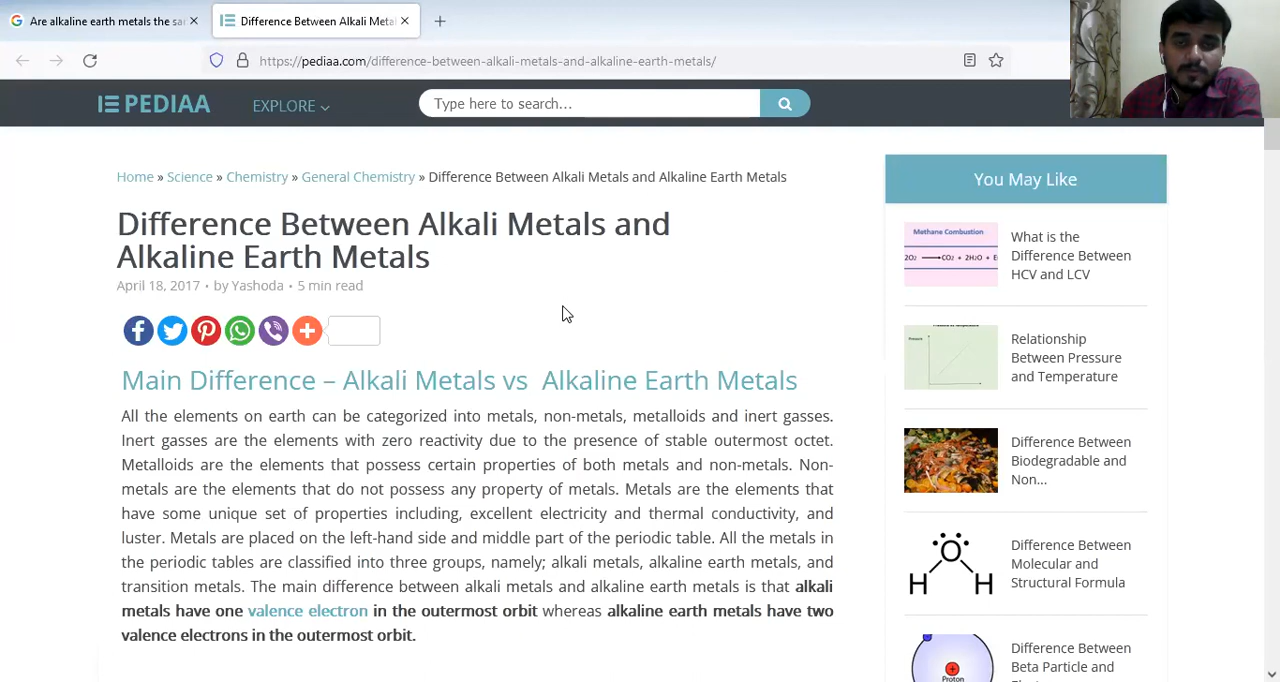 Are alkaline earth metals the sa
Difference Between Alkali Meta
https://pediaa.com/difference-between-alkali-metals-and-alkaline-earth-metals/
PEDIAA
EXPLORE
Type here to search...
Home » Science » Chemistry » General Chemistry » Difference Between Alkali Metals and Alkaline Earth Metals
Difference Between Alkali Metals and
Alkaline Earth Metals
April 18, 2017 • by Yashoda • 5 min read
Main Difference – Alkali Metals vs Alkaline Earth Metals
All the elements on earth can be categorized into metals, non-metals, metalloids and inert gasses.
Inert gasses are the elements with zero reactivity due to the presence of stable outermost octet.
Metalloids are the elements that possess certain properties of both metals and non-metals. Non-
metals are the elements that do not possess any property of metals. Metals are the elements that
have some unique set of properties including, excellent electricity and thermal conductivity, and
luster. Metals are placed on the left-hand side and middle part of the periodic table. All the metals in
the periodic tables are classified into three groups, namely; alkali metals, alkaline earth metals, and
transition metals. The main difference between alkali metals and alkaline earth metals is that alkali
metals have one valence electron in the outermost orbit whereas alkaline earth metals have two
valence electrons in the outermost orbit.
You May Like
Methane Combustion
2O2 → CO2 + 2H2O + E
What is the
Difference Between
HCV and LCV
Pressure
Relationship
Between Pressure
and Temperature
Difference Between
Biodegradable and
Non...
O
H H
Difference Between
Molecular and
Structural Formula
Proton
Difference Between
Beta Particle and